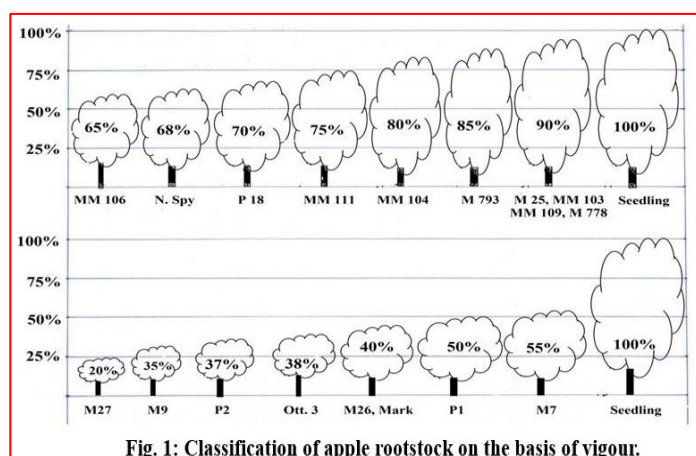 100%
75%
50%
25%
65% 68% 70% 75% 80% 85% 90% 100%
MM 106 N. Spy P 18 MM 111 MM 104 M 793 M 25, MM 103 Seedling
MM 109, M 778
100%
75%
50%
25%
20% 35% 37% 38% 40% 50% 55% 100%
M27 M9 P2 Ott. 3 M26, Mark P1 M7 Seedling
Fig. 1: Classification of apple rootstock on the basis of vigour.